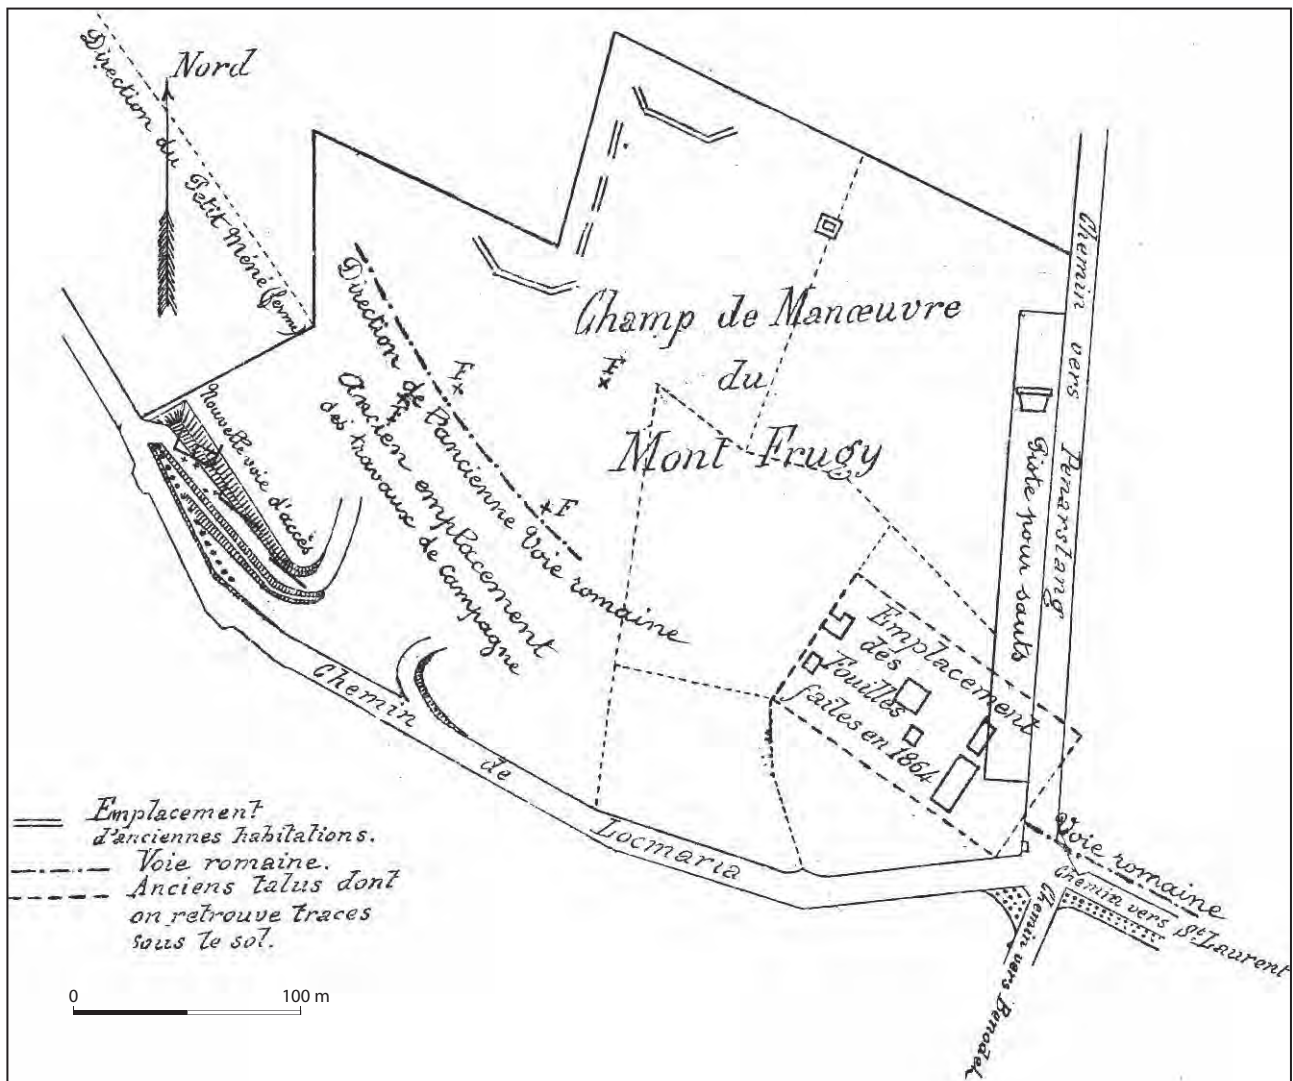 Nord
Direction du Petit Méné (ferme)
Nouvelle voie d'accès
Direction de l'ancienne Voie romaine
Ancien emplacement
des travaux de campagne
F
F
F
F
Champ de Manœuvre
du
Mont Frugy
Chemin vers Penarstang
Piste pour sauts
Emplacement
des
Fouilles
faites en 1864
Chemin de Locmaria
Voie romaine
Chemin vers St Laurent
Chemin vers Benodet
Emplacement
d'anciennes habitations.
Voie romaine.
Anciens talus dont
on retrouve traces
sous le sol.
0 100 m